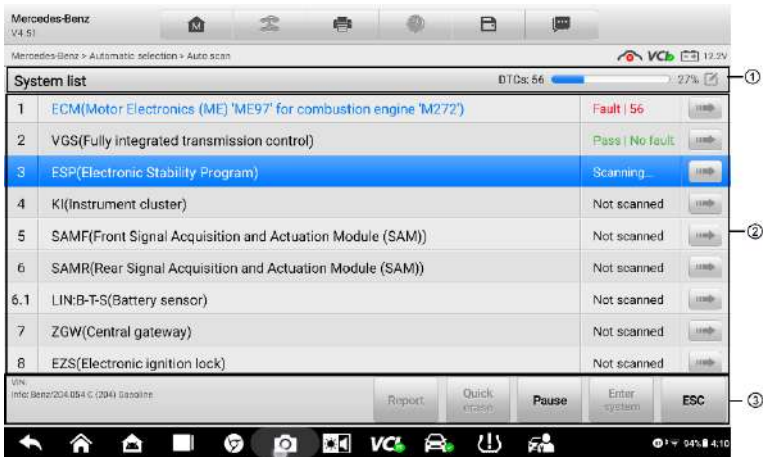 Mercedes-Benz
V4.51
Mercedes-Benz > Automatic selection > Auto scan
VCI 12.2V
System list DTCs: 56 27% ①
1 ECM(Motor Electronics (ME) 'ME97' for combustion engine 'M272') Fault | 56
2 VGS(Fully integrated transmission control) Pass | No fault
3 ESP(Electronic Stability Program) Scanning...
4 KI(Instrument cluster) Not scanned
5 SAMF(Front Signal Acquisition and Actuation Module (SAM)) Not scanned ②
6 SAMR(Rear Signal Acquisition and Actuation Module (SAM)) Not scanned
6.1 LIN:B-T-S(Battery sensor) Not scanned
7 ZGW(Central gateway) Not scanned
8 EZS(Electronic ignition lock) Not scanned
VIN:
Info: Benz/204.054 C (204) Gasoline
Report Quick erase Pause Enter system ESC ③
VCI 94% 4:10